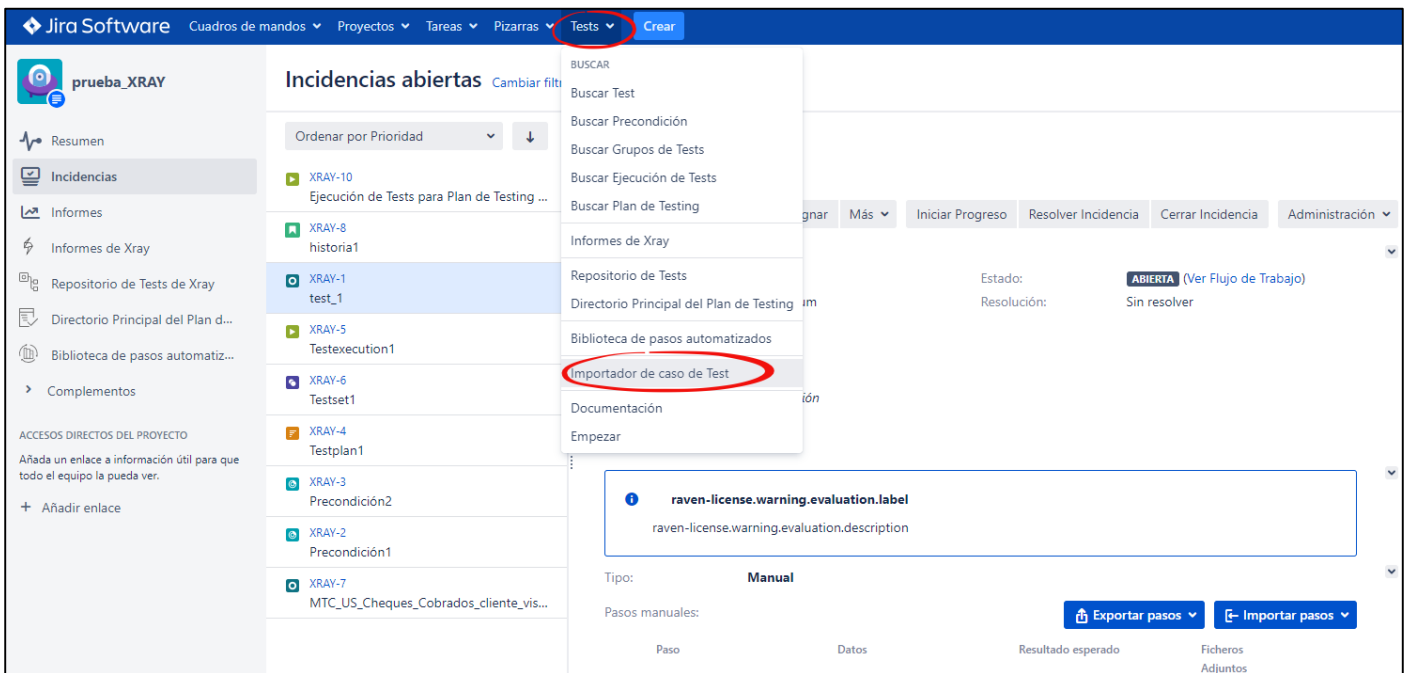 Jira Software Cuadros de mandos Proyectos Tareas Pizarras Tests Crear
prueba_XRAY
Resumen
Incidencias
Informes
Informes de Xray
Repositorio de Tests de Xray
Directorio Principal del Plan d...
Biblioteca de pasos automatiz...
Complementos
ACCESOS DIRECTOS DEL PROYECTO
Añada un enlace a información útil para que
todo el equipo la pueda ver.
+ Añadir enlace
Incidencias abiertas Cambiar filt
Ordenar por Prioridad
XRAY-10
Ejecución de Tests para Plan de Testing ...
XRAY-8
historia1
XRAY-1
test_1
XRAY-5
Testexecution1
XRAY-6
Testset1
XRAY-4
Testplan1
XRAY-3
Precondición2
XRAY-2
Precondición1
XRAY-7
MTC_US_Cheques_Cobrados_cliente_vis...
BUSCAR
Buscar Test
Buscar Precondición
Buscar Grupos de Tests
Buscar Ejecución de Tests
Buscar Plan de Testing
Informes de Xray
Repositorio de Tests
Directorio Principal del Plan de Testing
Biblioteca de pasos automatizados
Importador de caso de Test
Documentación
Empezar
gnar Más Iniciar Progreso Resolver Incidencia Cerrar Incidencia Administración
Estado: ABIERTA (Ver Flujo de Trabajo)
um Resolución: Sin resolver
ión
raven-license.warning.evaluation.label
raven-license.warning.evaluation.description
Tipo: Manual
Pasos manuales: Exportar pasos Importar pasos
Paso Datos Resultado esperado Ficheros
Adjuntos